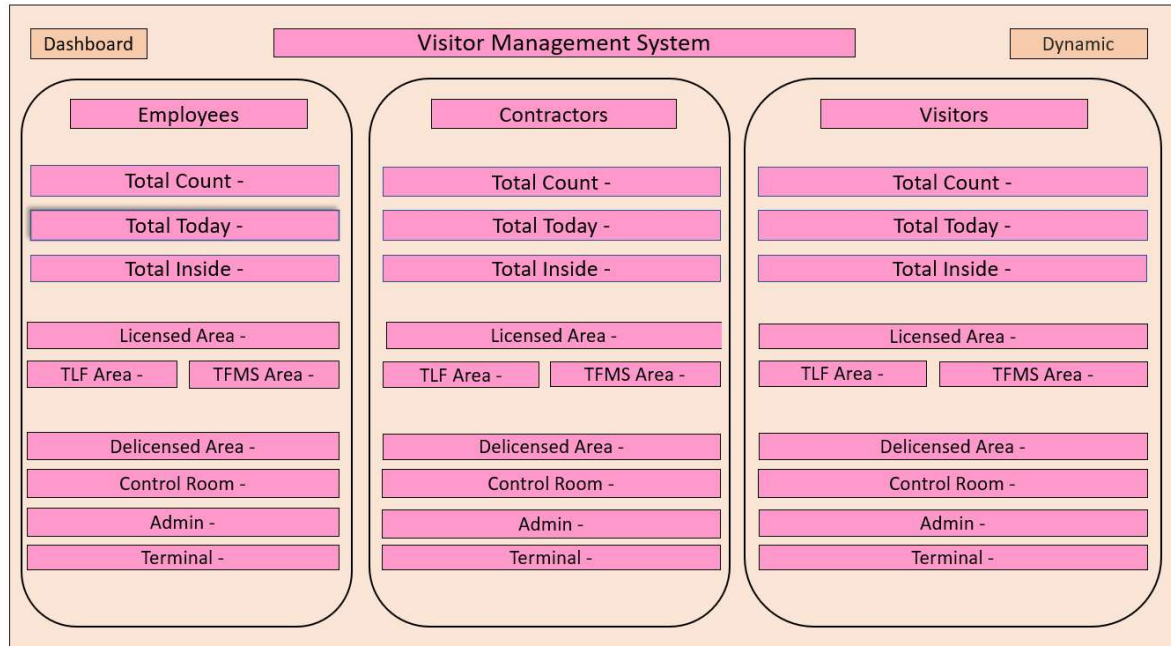 Dashboard
Visitor Management System
Dynamic
Employees
Total Count -
Total Today -
Total Inside -
Licensed Area -
TLF Area -
TFMS Area -
Delicensed Area -
Control Room -
Admin -
Terminal -
Contractors
Total Count -
Total Today -
Total Inside -
Licensed Area -
TLF Area -
TFMS Area -
Delicensed Area -
Control Room -
Admin -
Terminal -
Visitors
Total Count -
Total Today -
Total Inside -
Licensed Area -
TLF Area -
TFMS Area -
Delicensed Area -
Control Room -
Admin -
Terminal -